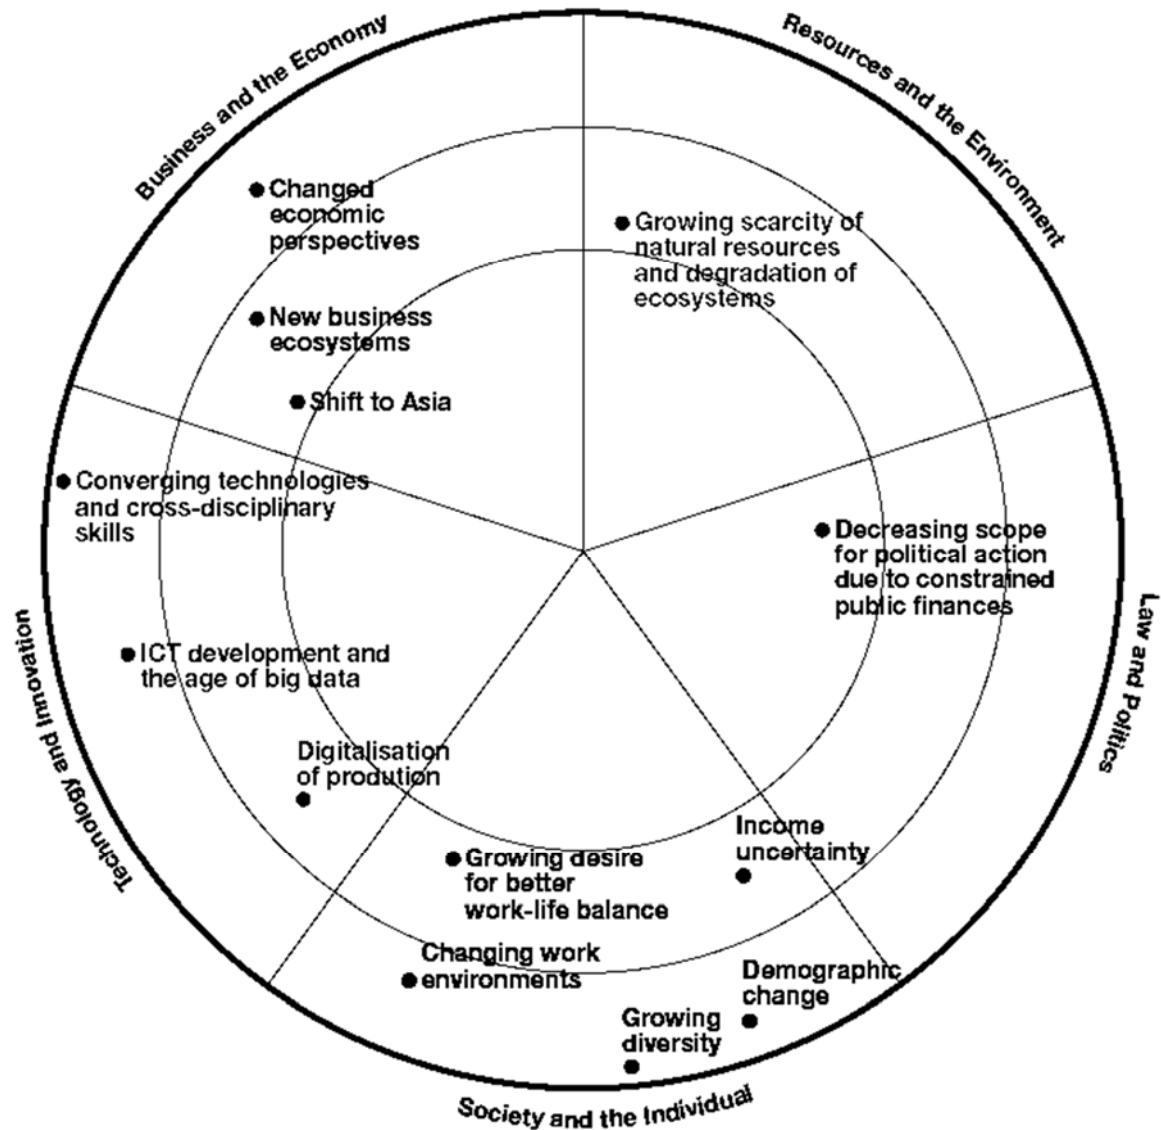 Business and the Economy
Resources and the Environment
Changed
economic
perspectives
Growing scarcity of
natural resources
and degradation of
ecosystems
New business
ecosystems
Shift to Asia
Converging technologies
and cross-disciplinary
skills
Decreasing scope
for political action
due to constrained
public finances
Law and Politics
Technology and Innovation
ICT development and
the age of big data
Digitalisation
of prodution
Income
uncertainty
Growing desire
for better
work-life balance
Changing work
environments
Demographic
change
Growing
diversity
Society and the Individual